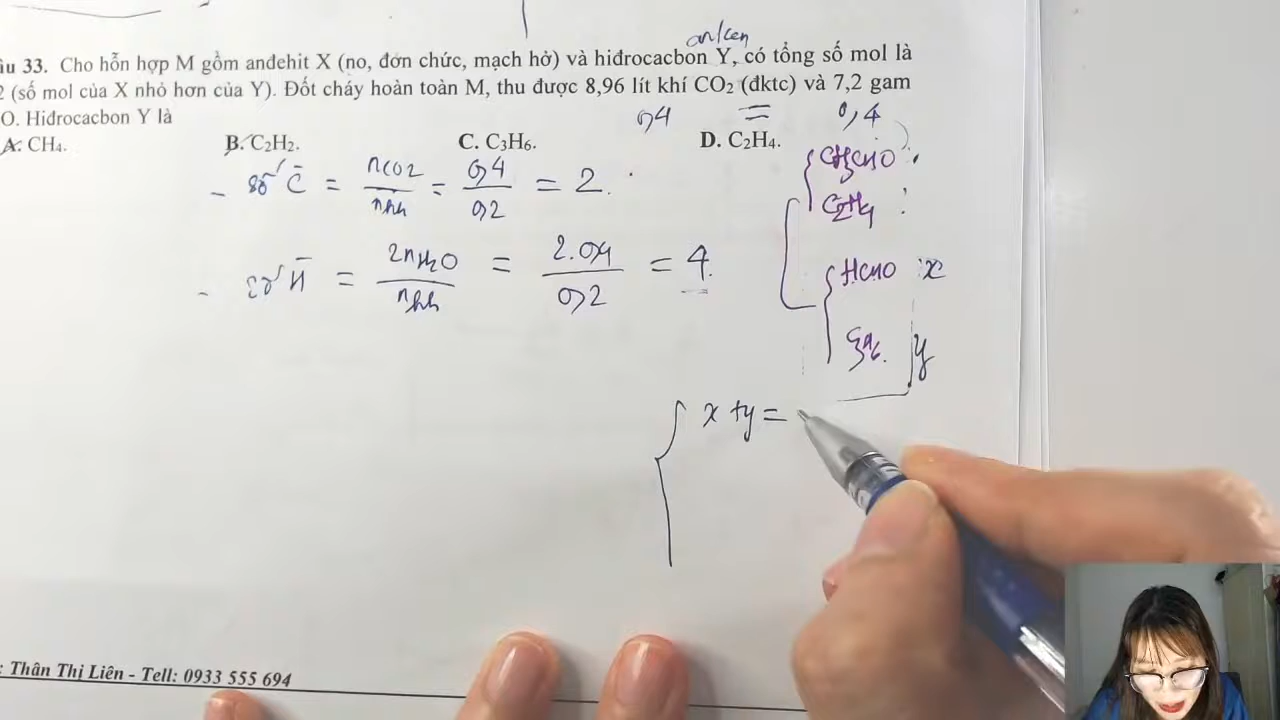 anken
âu 33. Cho hỗn hợp M gồm andehit X (no, đơn chức, mạch hở) và hiđrocacbon Y, có tổng số mol là
2 (số mol của X nhỏ hơn của Y). Đốt cháy hoàn toàn M, thu được 8,96 lít khí CO₂ (đktc) và 7,2 gam
O. Hiđrocacbon Y là
0,4 = 0,4
A. CH₄. B. C₂H₂. C. C₃H₆. D. C₂H₄.
- số C̄ = nCO2/nhh = 0,4/0,2 = 2.
CH₃CHO :
C₂H₄ :
- số H̄ = 2nH₂O/nhh = 2.0,4/0,2 = 4.
HCHO : x
C₃H₆. y
x + y =
: Thân Thị Liên - Tell: 0933 555 694